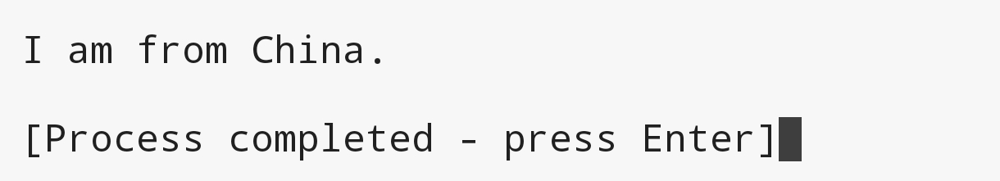 I am from China.
[Process completed - press Enter]